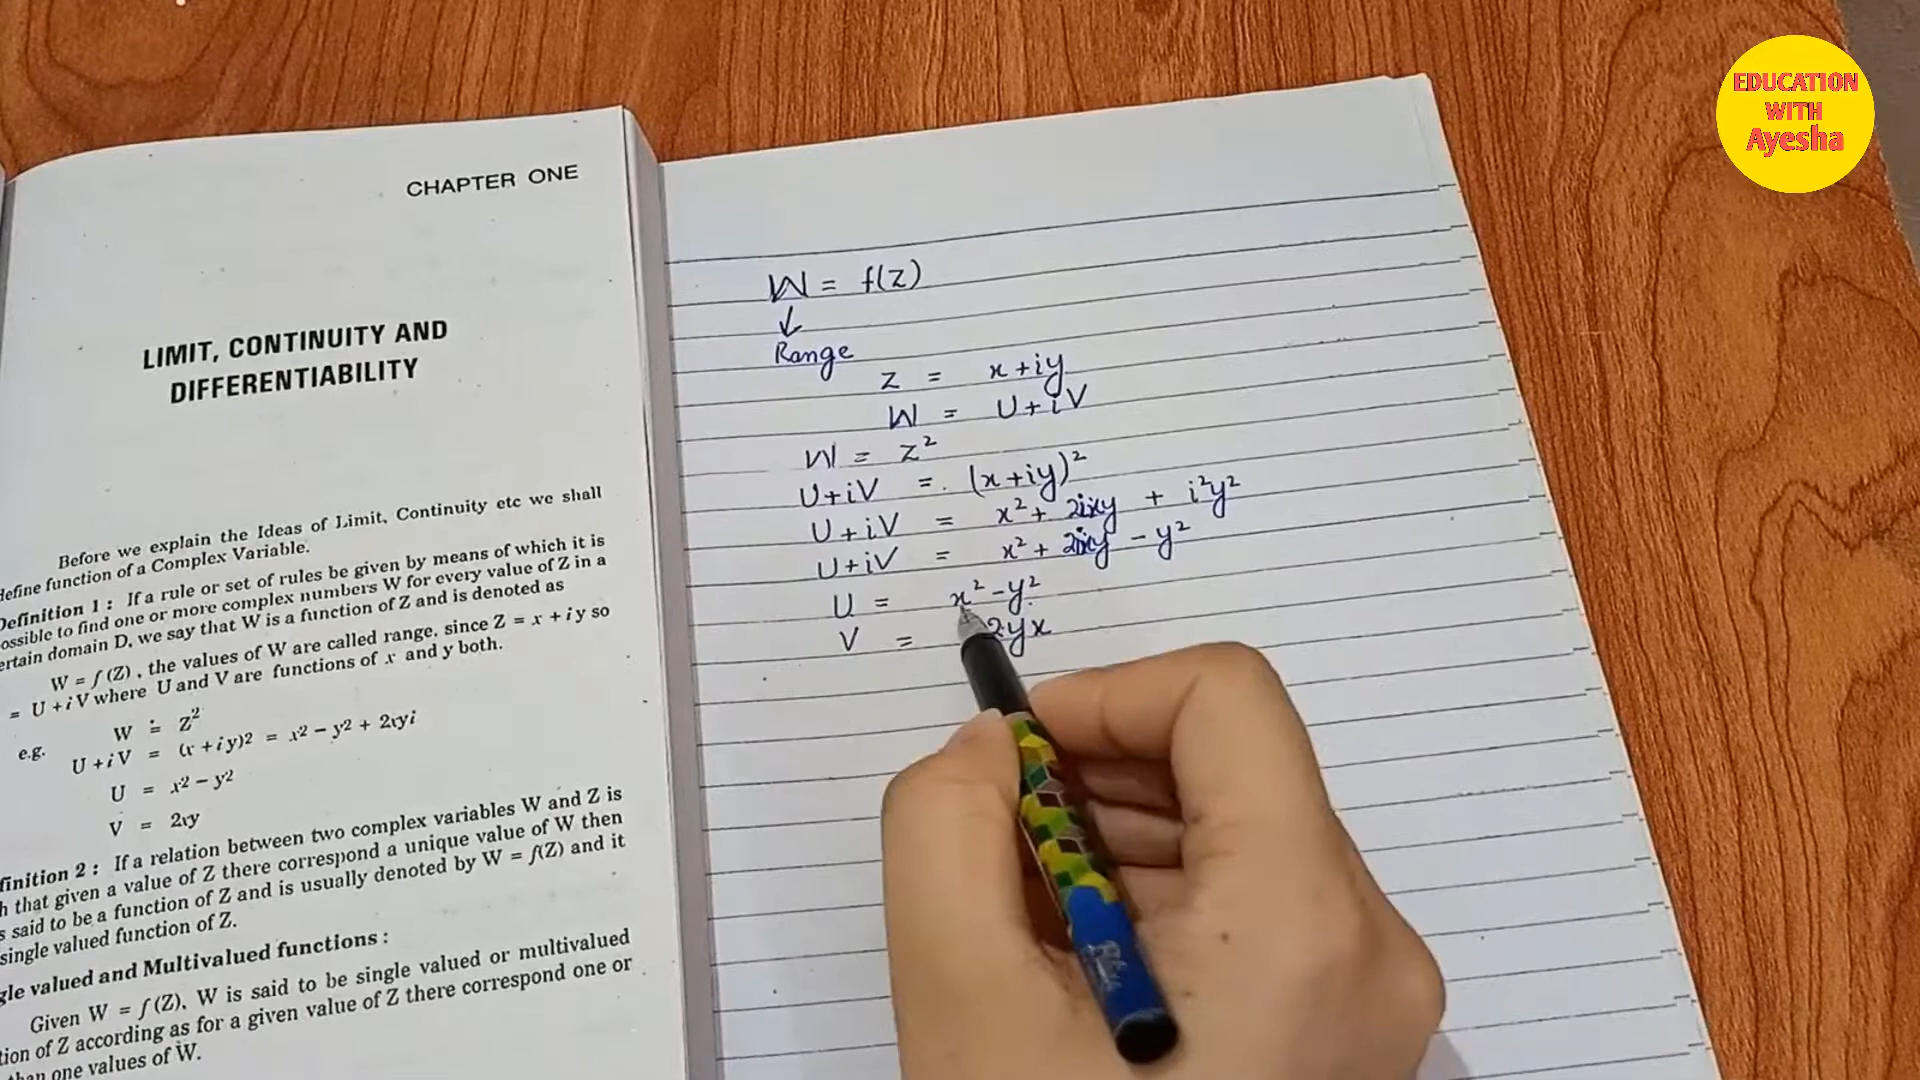 CHAPTER ONE
LIMIT, CONTINUITY AND
DIFFERENTIABILITY
Before we explain the Ideas of Limit, Continuity etc we shall
define function of a Complex Variable.
Definition 1 : If a rule or set of rules be given by means of which it is
possible to find one or more complex numbers W for every value of Z in a
certain domain D, we say that W is a function of Z and is denoted as
W = f (Z) , the values of W are called range, since Z = x + i y so
= U + i V where U and V are functions of x and y both.
e.g. W = Z²
U + i V = (x + i y)2 = x² − y² + 2xyi
U = x² − y²
V = 2xy
finition 2 : If a relation between two complex variables W and Z is
h that given a value of Z there correspond a unique value of W then
s said to be a function of Z and is usually denoted by W = f(Z) and it
single valued function of Z.
gle valued and Multivalued functions :
Given W = f (Z), W is said to be single valued or multivalued
tion of Z according as for a given value of Z there correspond one or
than one values of W.
W = f(Z)
↓
Range
Z = x + iy
W = U + iV
W = Z²
U+iV = (x+iy)²
U+iV = x² + 2ixy + i²y²
U+iV = x² + 2ixy − y²
U = x² − y²
V = 2yx
EDUCATION
WITH
Ayesha